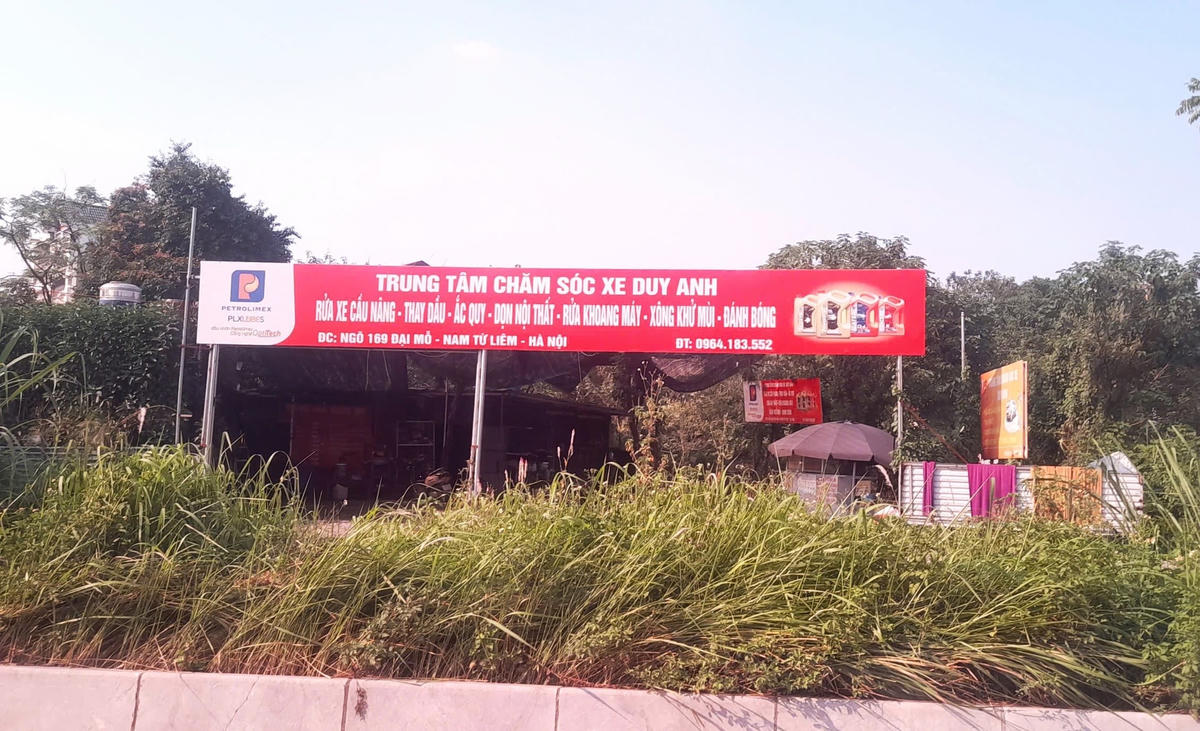 PETROLIMEX
PLXLUBES
OptiTech
TRUNG TÂM CHĂM SÓC XE DUY ANH
RỬA XE CẦU NÂNG - THAY DẦU - ẮC QUY - DỌN NỘI THẤT - RỬA KHOANG MÁY - XÔNG KHỬ MÙI - ĐÁNH BÓNG
ĐC: NGÕ 169 ĐẠI MỖ - NAM TỪ LIÊM - HÀ NỘI ĐT: 0964.183.552